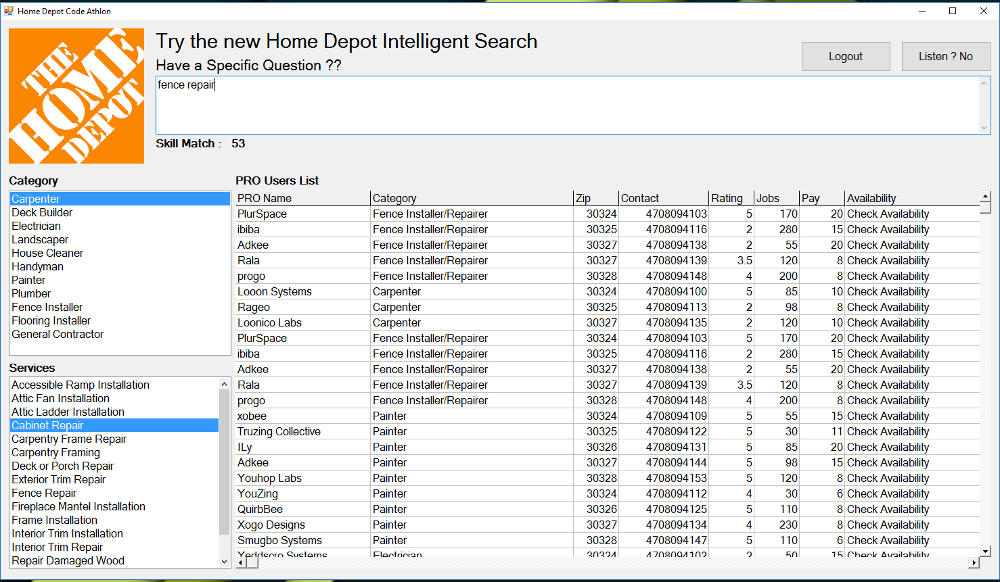 Home Depot Code Athlon
THE
HOME
DEPOT
Try the new Home Depot Intelligent Search
Have a Specific Question ??
Logout
Listen ? No
fence repair
Skill Match : 53
Category
Carpenter
Deck Builder
Electrician
Landscaper
House Cleaner
Handyman
Painter
Plumber
Fence Installer
Flooring Installer
General Contractor
Services
Accessible Ramp Installation
Attic Fan Installation
Attic Ladder Installation
Cabinet Repair
Carpentry Frame Repair
Carpentry Framing
Deck or Porch Repair
Exterior Trim Repair
Fence Repair
Fireplace Mantel Installation
Frame Installation
Interior Trim Installation
Interior Trim Repair
Repair Damaged Wood
PRO Users List
PRO Name Category Zip Contact Rating Jobs Pay Availability
PlurSpace Fence Installer/Repairer 30324 4708094103 5 170 20 Check Availability
ibiba Fence Installer/Repairer 30325 4708094116 2 280 15 Check Availability
Adkee Fence Installer/Repairer 30327 4708094138 2 55 20 Check Availability
Rala Fence Installer/Repairer 30327 4708094139 3.5 120 8 Check Availability
progo Fence Installer/Repairer 30328 4708094148 4 200 8 Check Availability
Looon Systems Carpenter 30324 4708094100 5 85 10 Check Availability
Rageo Carpenter 30325 4708094113 2 98 8 Check Availability
Loonico Labs Carpenter 30327 4708094135 2 120 10 Check Availability
PlurSpace Fence Installer/Repairer 30324 4708094103 5 170 20 Check Availability
ibiba Fence Installer/Repairer 30325 4708094116 2 280 15 Check Availability
Adkee Fence Installer/Repairer 30327 4708094138 2 55 20 Check Availability
Rala Fence Installer/Repairer 30327 4708094139 3.5 120 8 Check Availability
progo Fence Installer/Repairer 30328 4708094148 4 200 8 Check Availability
xobee Painter 30324 4708094109 5 55 15 Check Availability
Truzing Collective Painter 30325 4708094122 5 30 11 Check Availability
ILy Painter 30326 4708094131 5 85 20 Check Availability
Adkee Painter 30327 4708094144 5 98 15 Check Availability
Youhop Labs Painter 30328 4708094153 5 120 8 Check Availability
YouZing Painter 30324 4708094112 4 30 6 Check Availability
QuirbBee Painter 30326 4708094125 5 110 8 Check Availability
Xogo Designs Painter 30327 4708094134 4 230 8 Check Availability
Smugbo Systems Painter 30328 4708094147 5 110 6 Check Availability
Yeddscro Systems Electrician 30324 4708094102 2 50 15 Check Availability